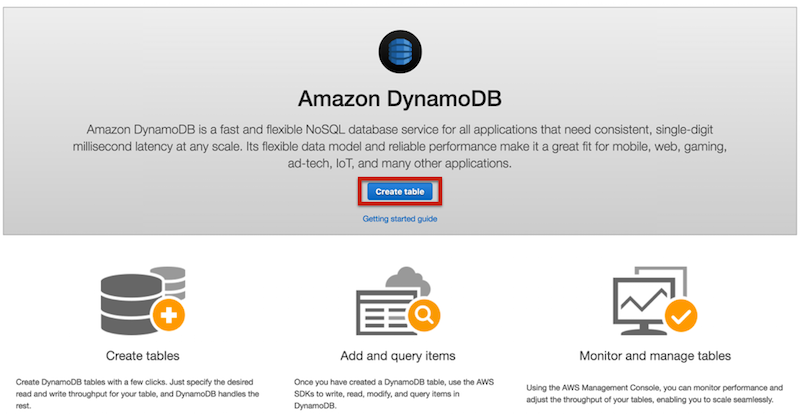 Amazon DynamoDB
Amazon DynamoDB is a fast and flexible NoSQL database service for all applications that need consistent, single-digit
millisecond latency at any scale. Its flexible data model and reliable performance make it a great fit for mobile, web, gaming,
ad-tech, IoT, and many other applications.
Create table
Getting started guide
Create tables
Create DynamoDB tables with a few clicks. Just specify the desired
read and write throughput for your table, and DynamoDB handles the
rest.
Add and query items
Once you have created a DynamoDB table, use the AWS
SDKs to write, read, modify, and query items in
DynamoDB.
Monitor and manage tables
Using the AWS Management Console, you can monitor performance and
adjust the throughput of your tables, enabling you to scale seamlessly.